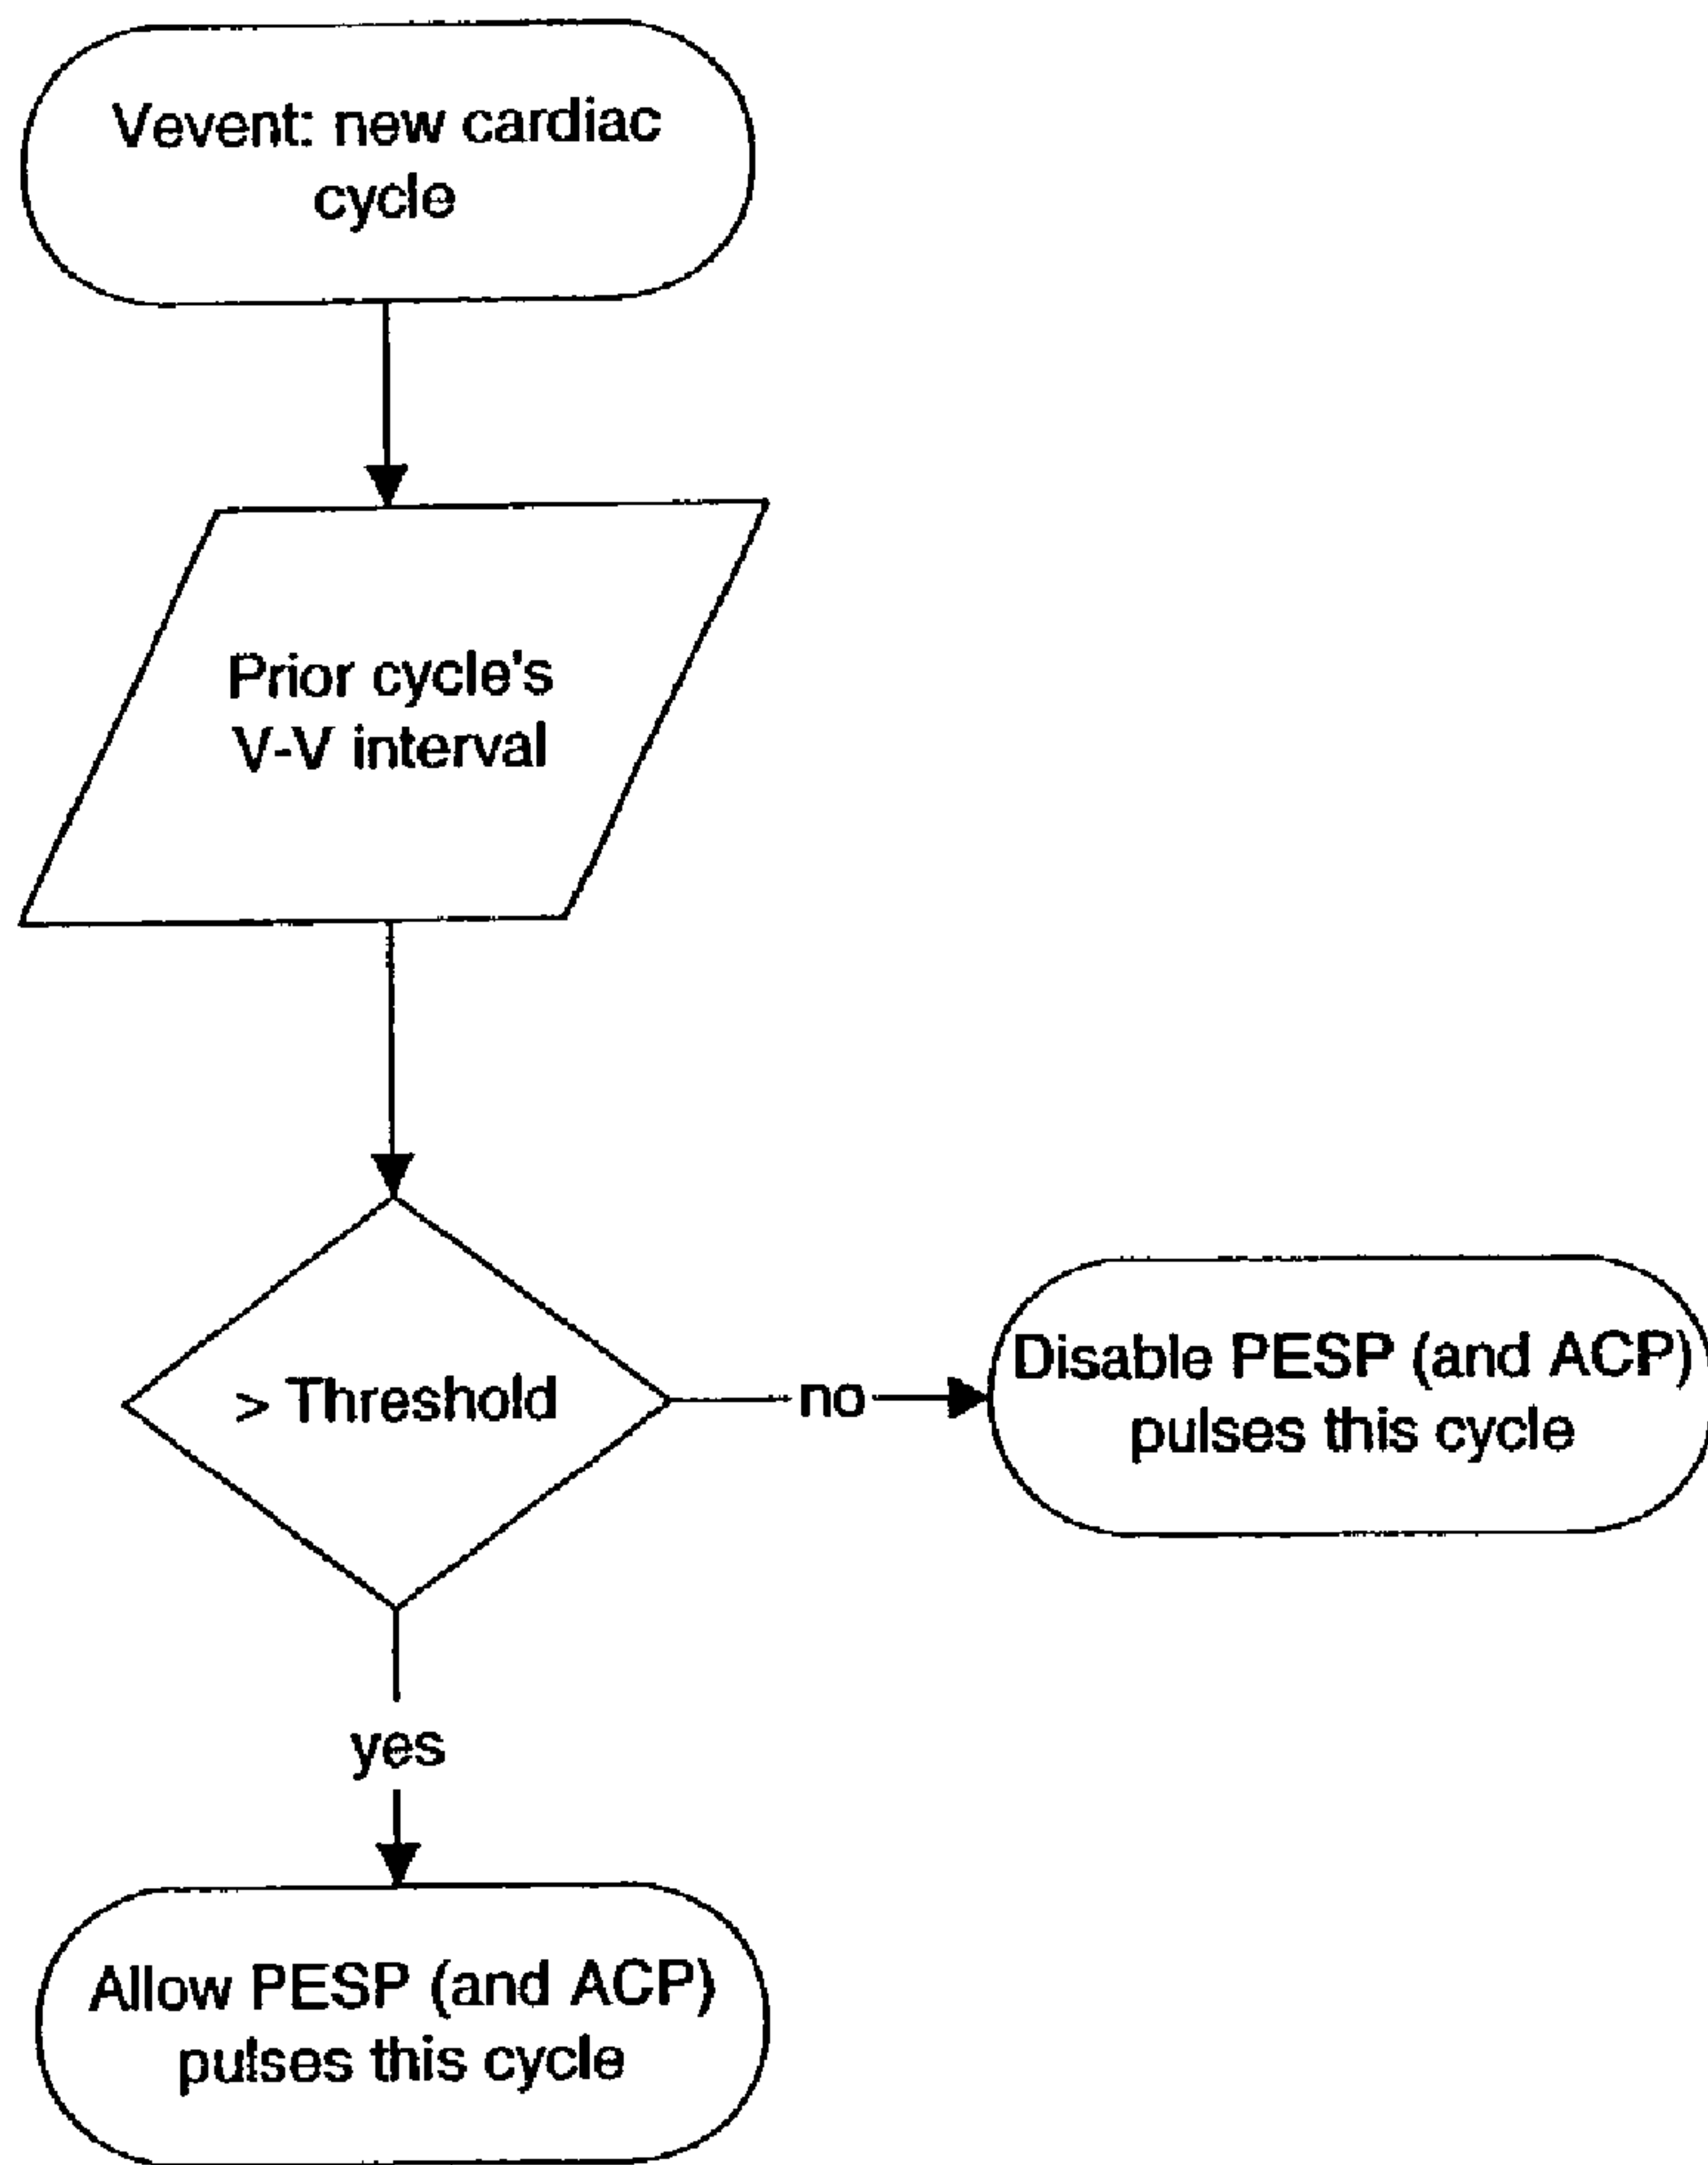 Vevent: new cardiac
cycle
Prior cycle's
V-V interval
> Threshold
no
Disable PESP (and ACP)
pulses this cycle
yes
Allow PESP (and ACP)
pulses this cycle